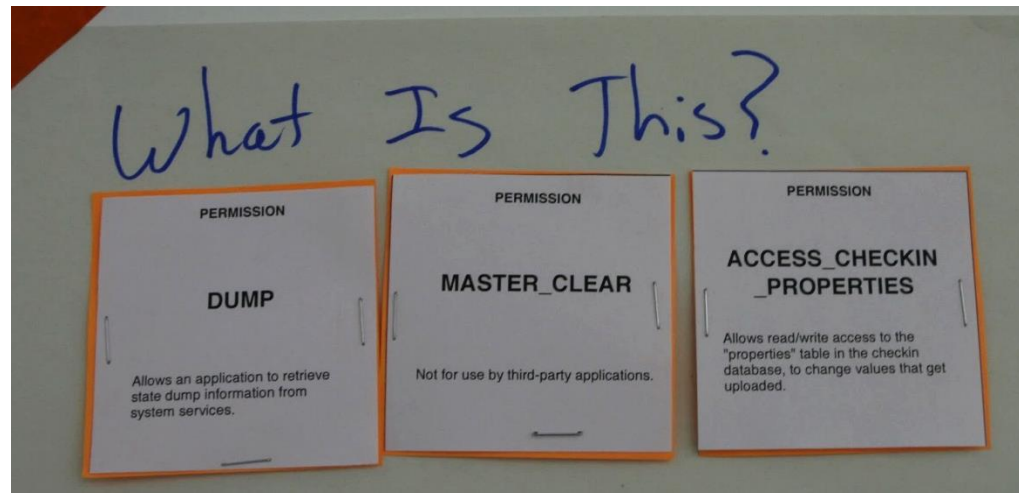 What Is This?
PERMISSION
DUMP
Allows an application to retrieve
state dump information from
system services.
PERMISSION
MASTER_CLEAR
Not for use by third-party applications.
PERMISSION
ACCESS_CHECKIN
_PROPERTIES
Allows read/write access to the
"properties" table in the checkin
database, to change values that get
uploaded.